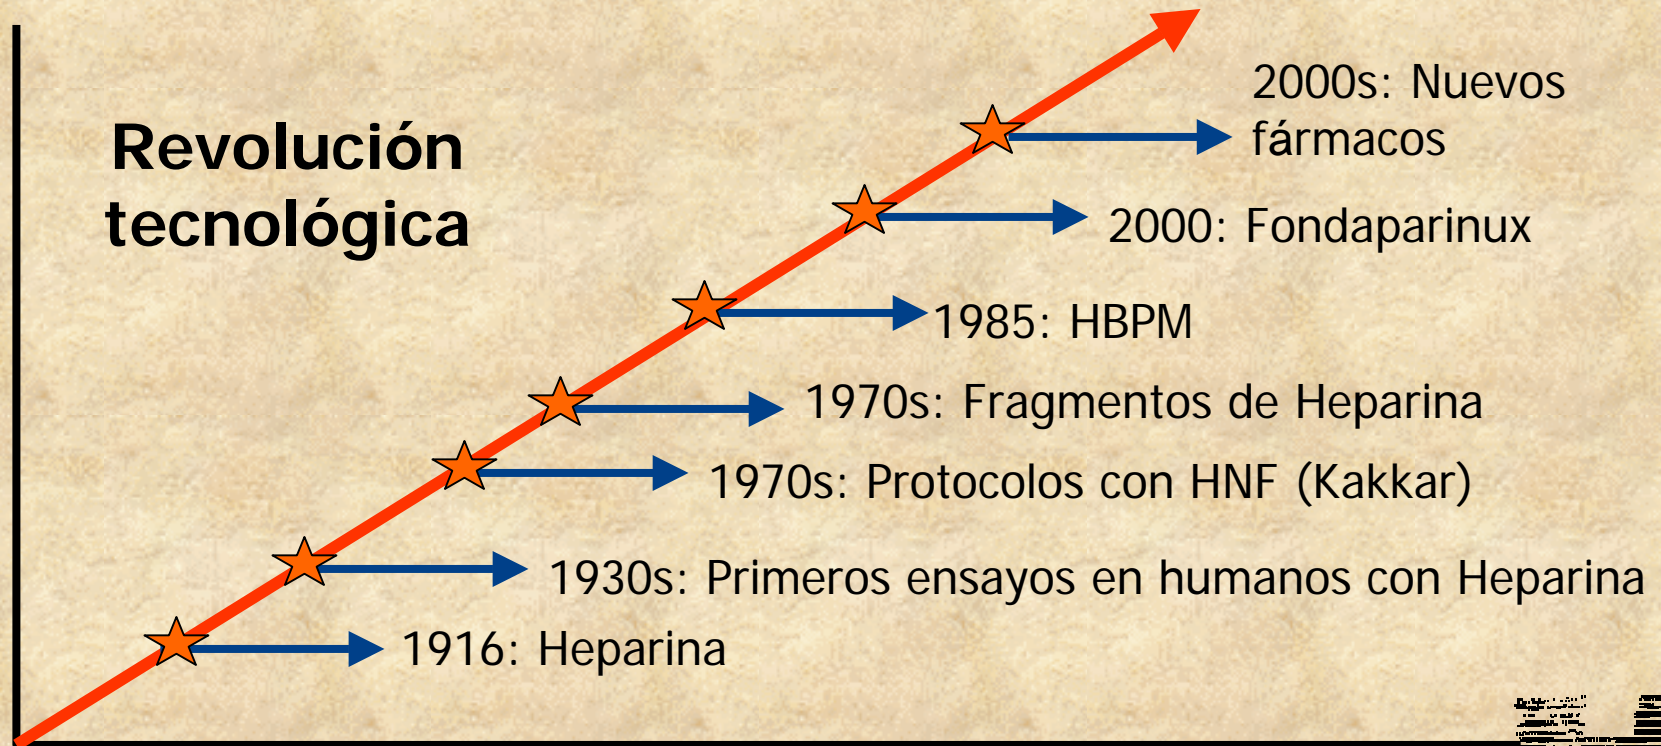 Revolución
tecnológica
2000s: Nuevos
fármacos
2000: Fondaparinux
1985: HBPM
1970s: Fragmentos de Heparina
1970s: Protocolos con HNF (Kakkar)
1930s: Primeros ensayos en humanos con Heparina
1916: Heparina